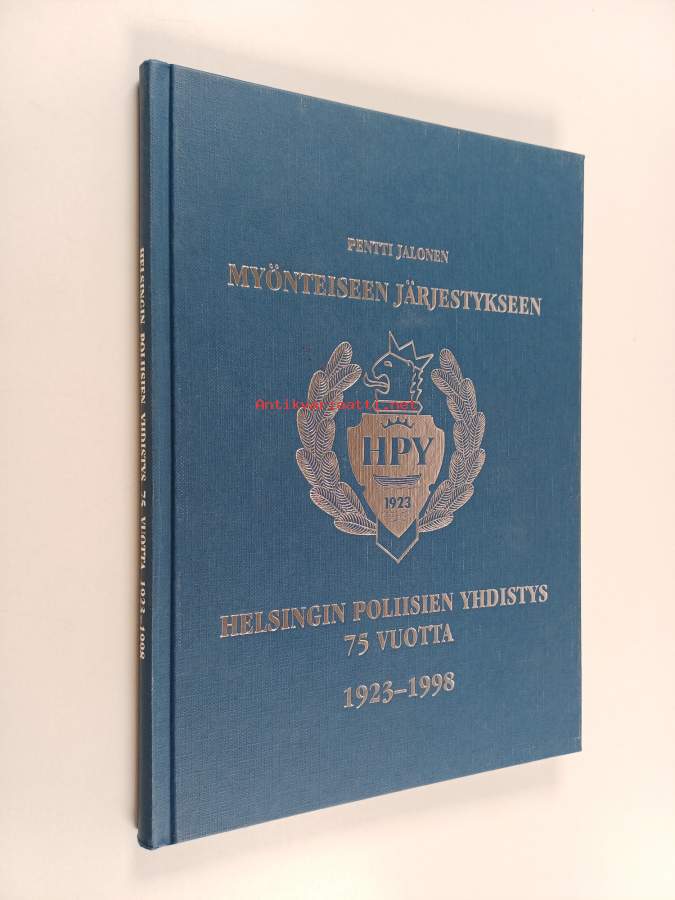 PENTTI JALONEN
MYÖNTEISEEN JÄRJESTYKSEEN
Antikvariaatti.net
HPY
1923
HELSINGIN POLIISIEN YHDISTYS
75 VUOTTA
1923–1998
HELSINGIN POLIISIEN YHDISTYS 75 VUOTTA 1923–1998